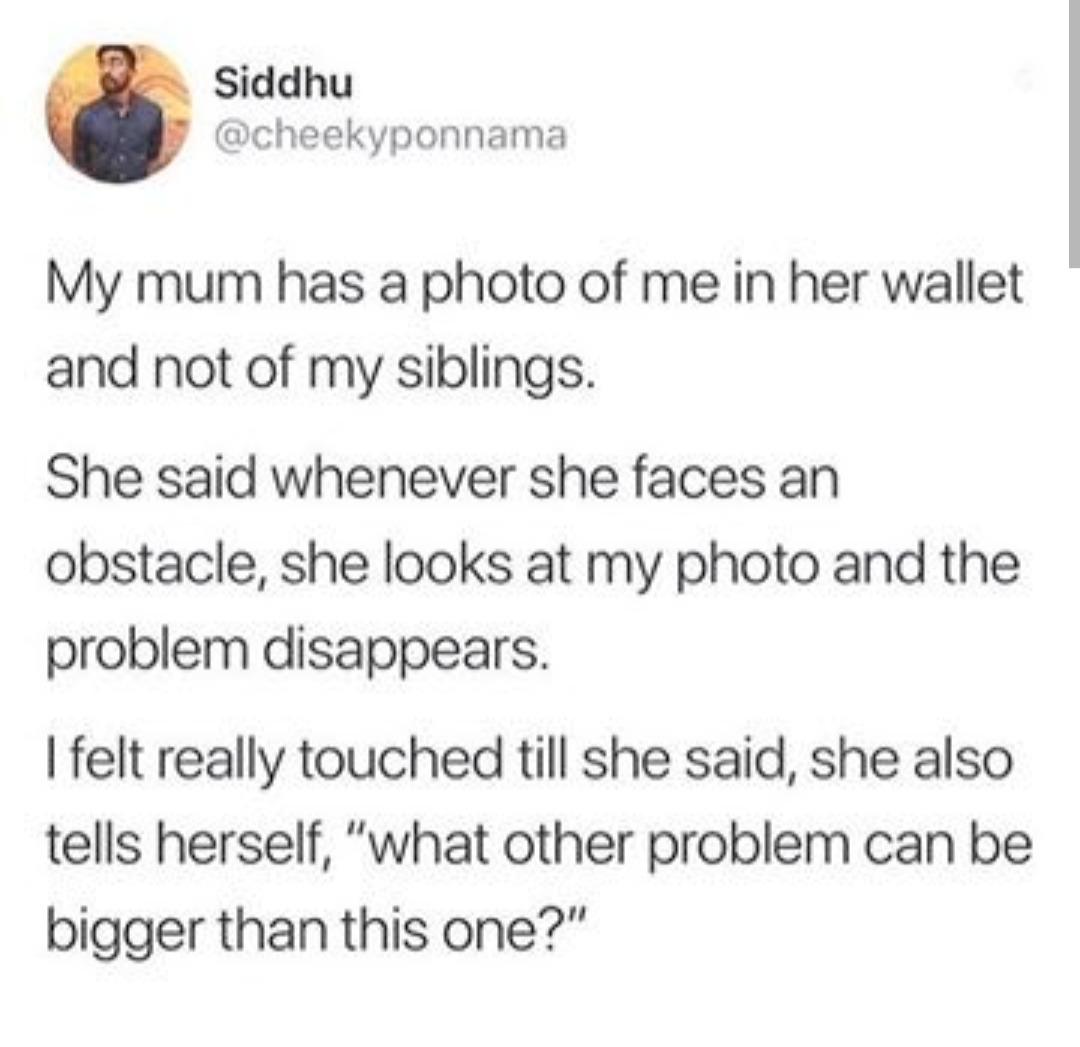 Siddhu
@cheekyponnama
My mum has a photo of me in her wallet
and not of my siblings.
She said whenever she faces an
obstacle, she looks at my photo and the
problem disappears.
I felt really touched till she said, she also
tells herself, "what other problem can be
bigger than this one?"